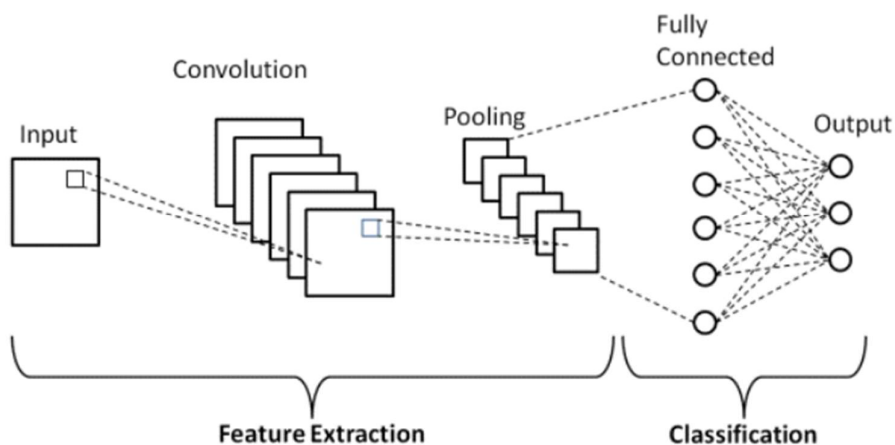 Fully
Connected
Convolution
Pooling
Output
Input
Feature Extraction
Classification